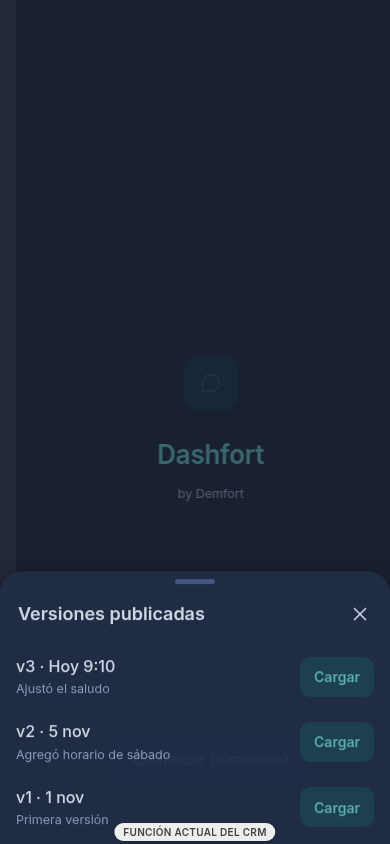 Dashfort
by Demfort
Versiones publicadas
v3 · Hoy 9:10
Ajustó el saludo
Cargar
v2 · 5 nov
Agregó horario de sábado
Cargar
(simulado)
v1 · 1 nov
Primera versión
Cargar
FUNCIÓN ACTUAL DEL CRM